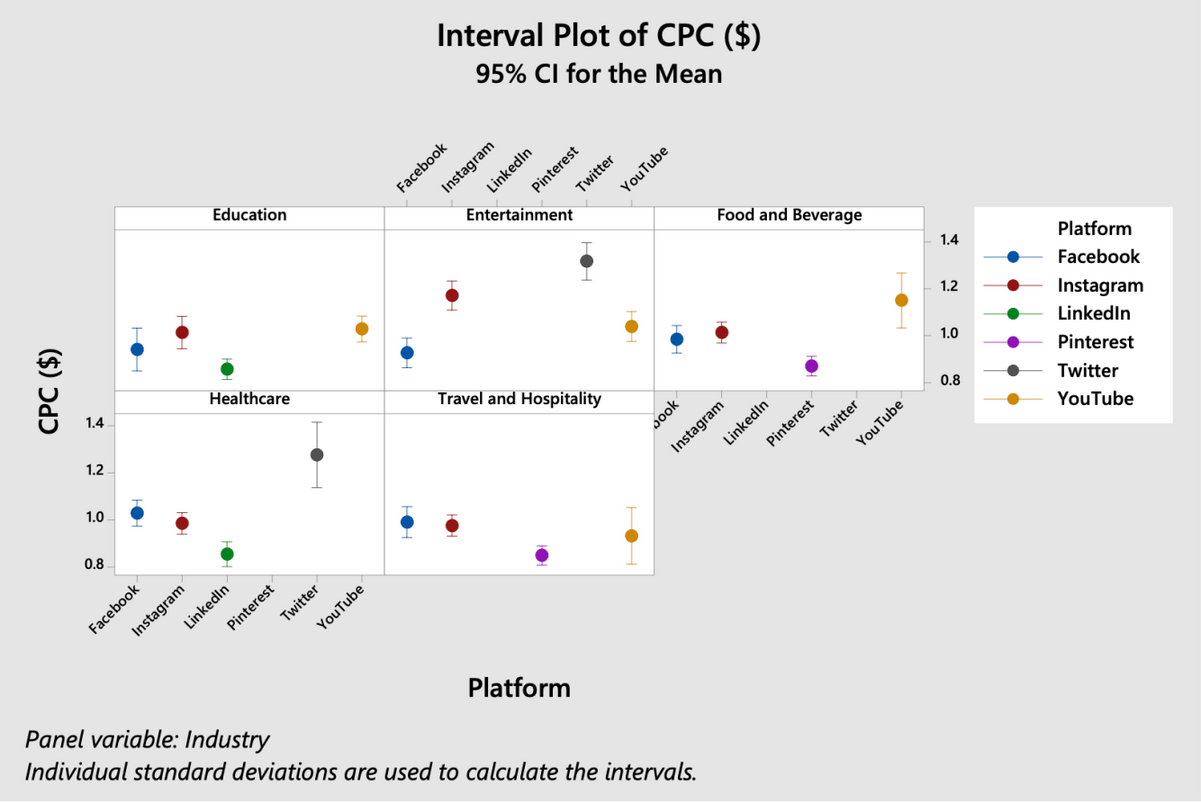 Interval Plot of CPC ($)
95% CI for the Mean
Facebook Instagram LinkedIn Pinterest Twitter YouTube
Education Entertainment Food and Beverage
1.4
1.2
1.0
0.8
Platform
Facebook
Instagram
LinkedIn
Pinterest
Twitter
YouTube
CPC ($)
Healthcare Travel and Hospitality
book Instagram LinkedIn Pinterest Twitter YouTube
1.4
1.2
1.0
0.8
Facebook Instagram LinkedIn Pinterest Twitter YouTube
Platform
Panel variable: Industry
Individual standard deviations are used to calculate the intervals.